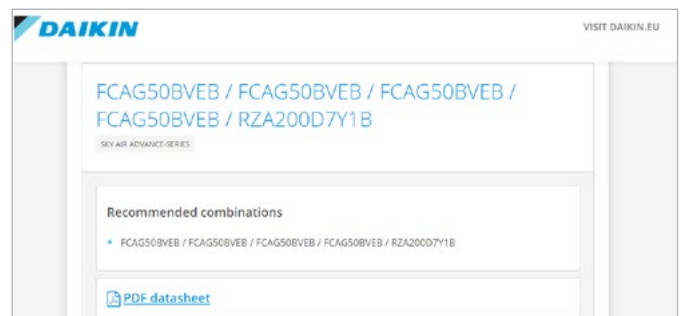 DAIKIN
VISIT DAIKIN.EU
FCAG50BVEB / FCAG50BVEB / FCAG50BVEB /
FCAG50BVEB / RZA200D7Y1B
SKY AIR ADVANCE-SERIES
Recommended combinations
• FCAG50BVEB / FCAG50BVEB / FCAG50BVEB / FCAG50BVEB / RZA200D7Y1B
PDF datasheet